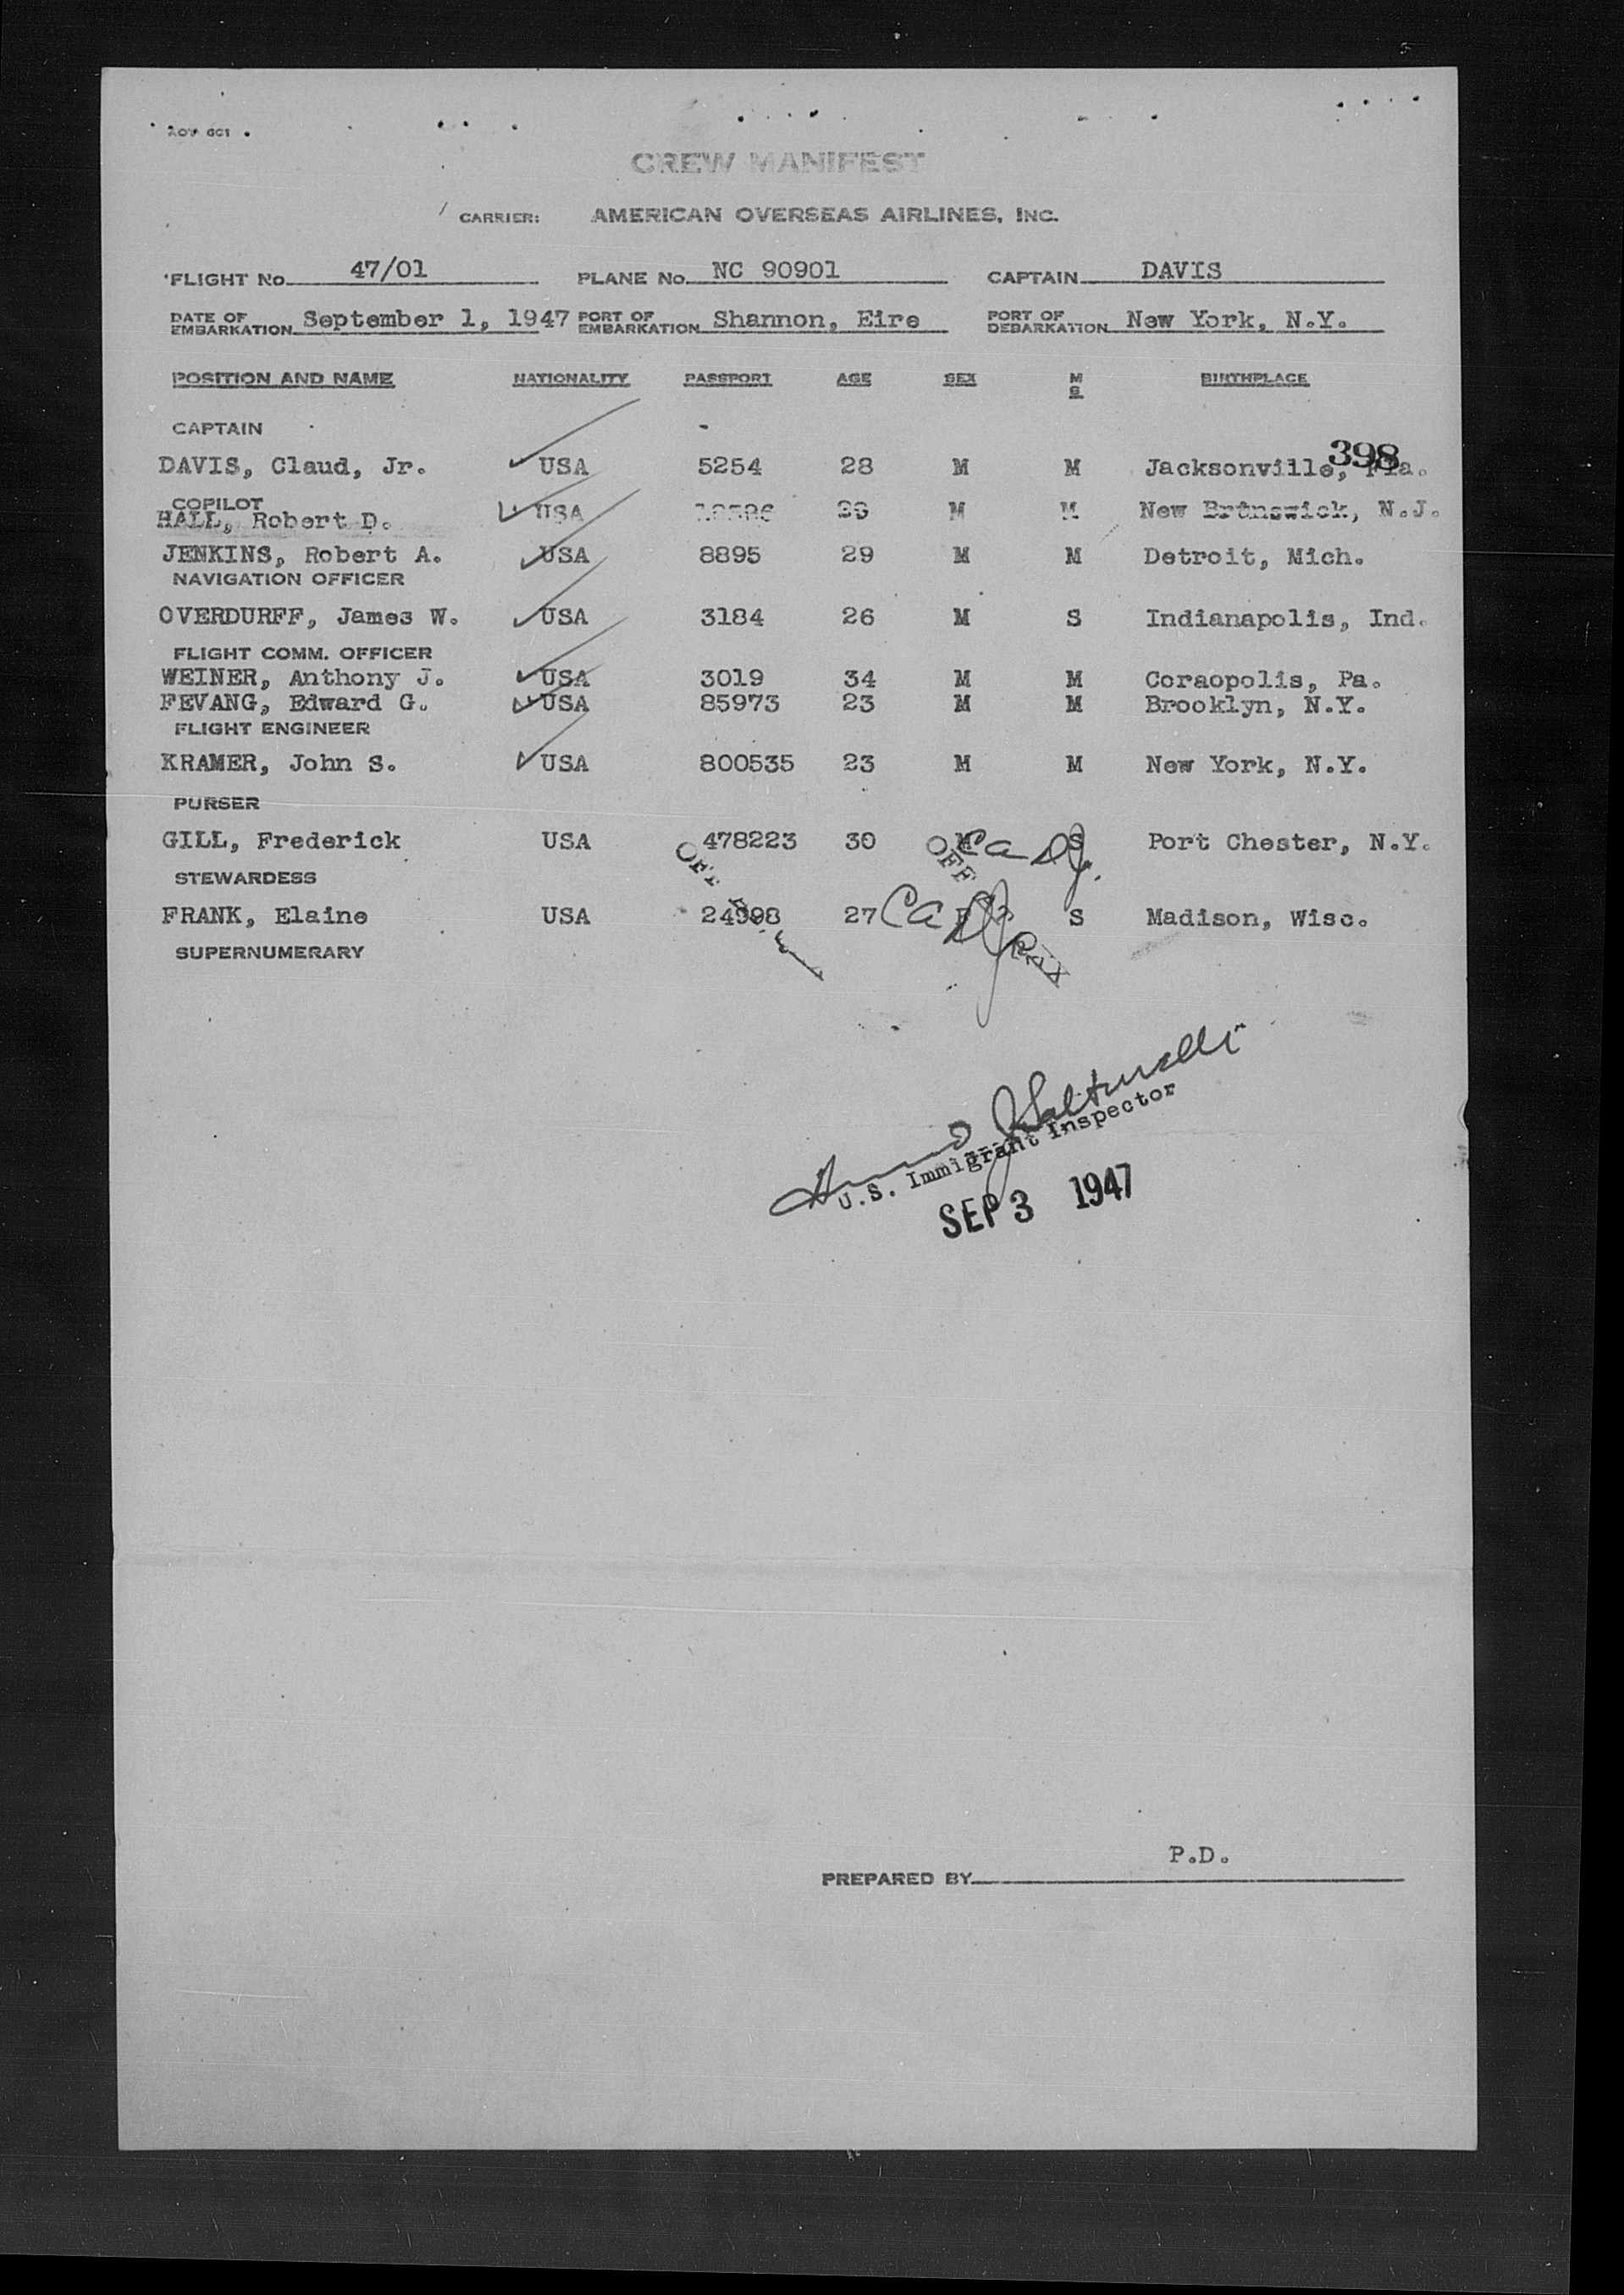 CREW MANIFEST
CARRIER: AMERICAN OVERSEAS AIRLINES, INC.
FLIGHT No. 47/01 PLANE No. NC 90901 CAPTAIN DAVIS
DATE OF EMBARKATION September 1, 1947 PORT OF EMBARKATION Shannon, Eire PORT OF DEBARKATION New York, N.Y.
POSITION AND NAME NATIONALITY PASSPORT AGE SEX M S BIRTHPLACE
CAPTAIN
398
DAVIS, Claud, Jr. USA 5254 28 M M Jacksonville, Fla.
COPILOT
HALL, Robert D. USA M M New Brunswick, N.J.
JENKINS, Robert A. USA 8895 29 M M Detroit, Mich.
NAVIGATION OFFICER
OVERDURFF, James W. USA 3184 26 M S Indianapolis, Ind.
FLIGHT COMM. OFFICER
WEINER, Anthony J. USA 3019 34 M M Coraopolis, Pa.
FEVANG, Edward G. USA 85973 23 M M Brooklyn, N.Y.
FLIGHT ENGINEER
KRAMER, John S. USA 800535 23 M M New York, N.Y.
PURSER
GILL, Frederick USA 478223 30 M S Port Chester, N.Y.
STEWARDESS
FRANK, Elaine USA 27 F S Madison, Wisc.
SUPERNUMERARY
U.S. Immigrant Inspector
SEP 3 1947
P.D.
PREPARED BY